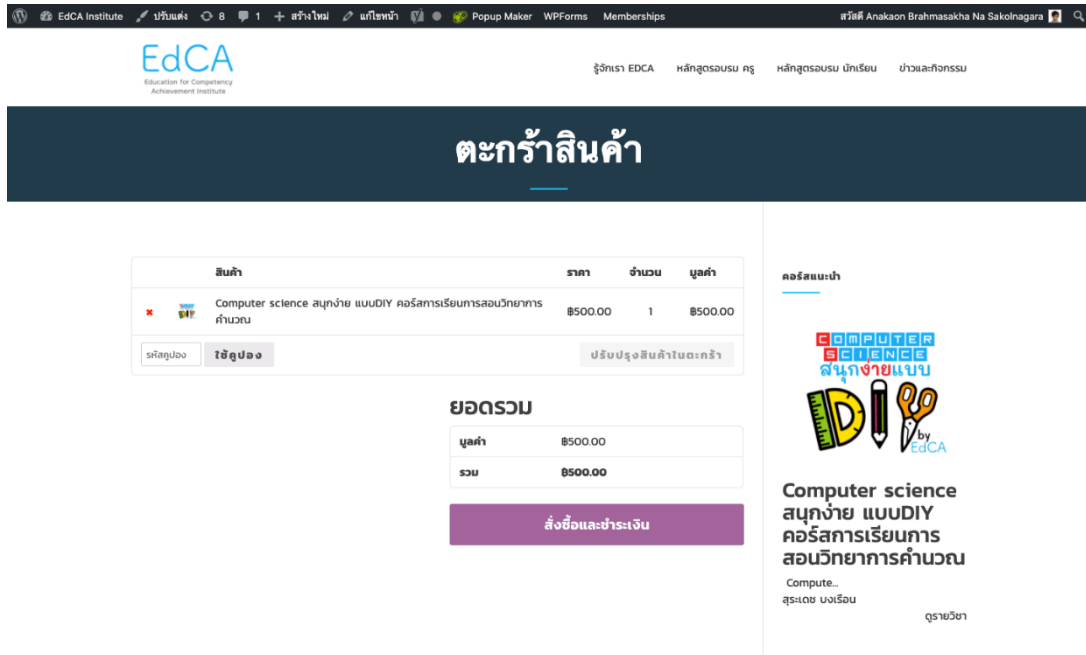 EdCA Institute ปรับแต่ง 8 1 + สร้างใหม่ แก้ไขหน้า Popup Maker WPForms Memberships สวัสดี Anakaon Brahmasakha Na Sakolnagara
EdCA
Education for Competency
Achievement Institute
รู้จักเรา EDCA หลักสูตรอบรม ครู หลักสูตรอบรม นักเรียน ข่าวและกิจกรรม
ตะกร้าสินค้า
สินค้า ราคา จำนวน มูลค่า
Computer science สนุกง่าย แบบDIY คอร์สการเรียนการสอนวิทยาการ
คำนวณ
฿500.00 1 ฿500.00
รหัสคูปอง ใช้คูปอง ปรับปรุงสินค้าในตะกร้า
ยอดรวม
มูลค่า ฿500.00
รวม ฿500.00
สั่งซื้อและชำระเงิน
คอร์สแนะนำ
COMPUTER
SCIENCE
สนุกง่ายแบบ
DIY
by
EdCA
Computer science
สนุกง่าย แบบDIY
คอร์สการเรียนการ
สอนวิทยาการคำนวณ
Compute...
สุระเดช บงเรือน
ดูรายวิชา